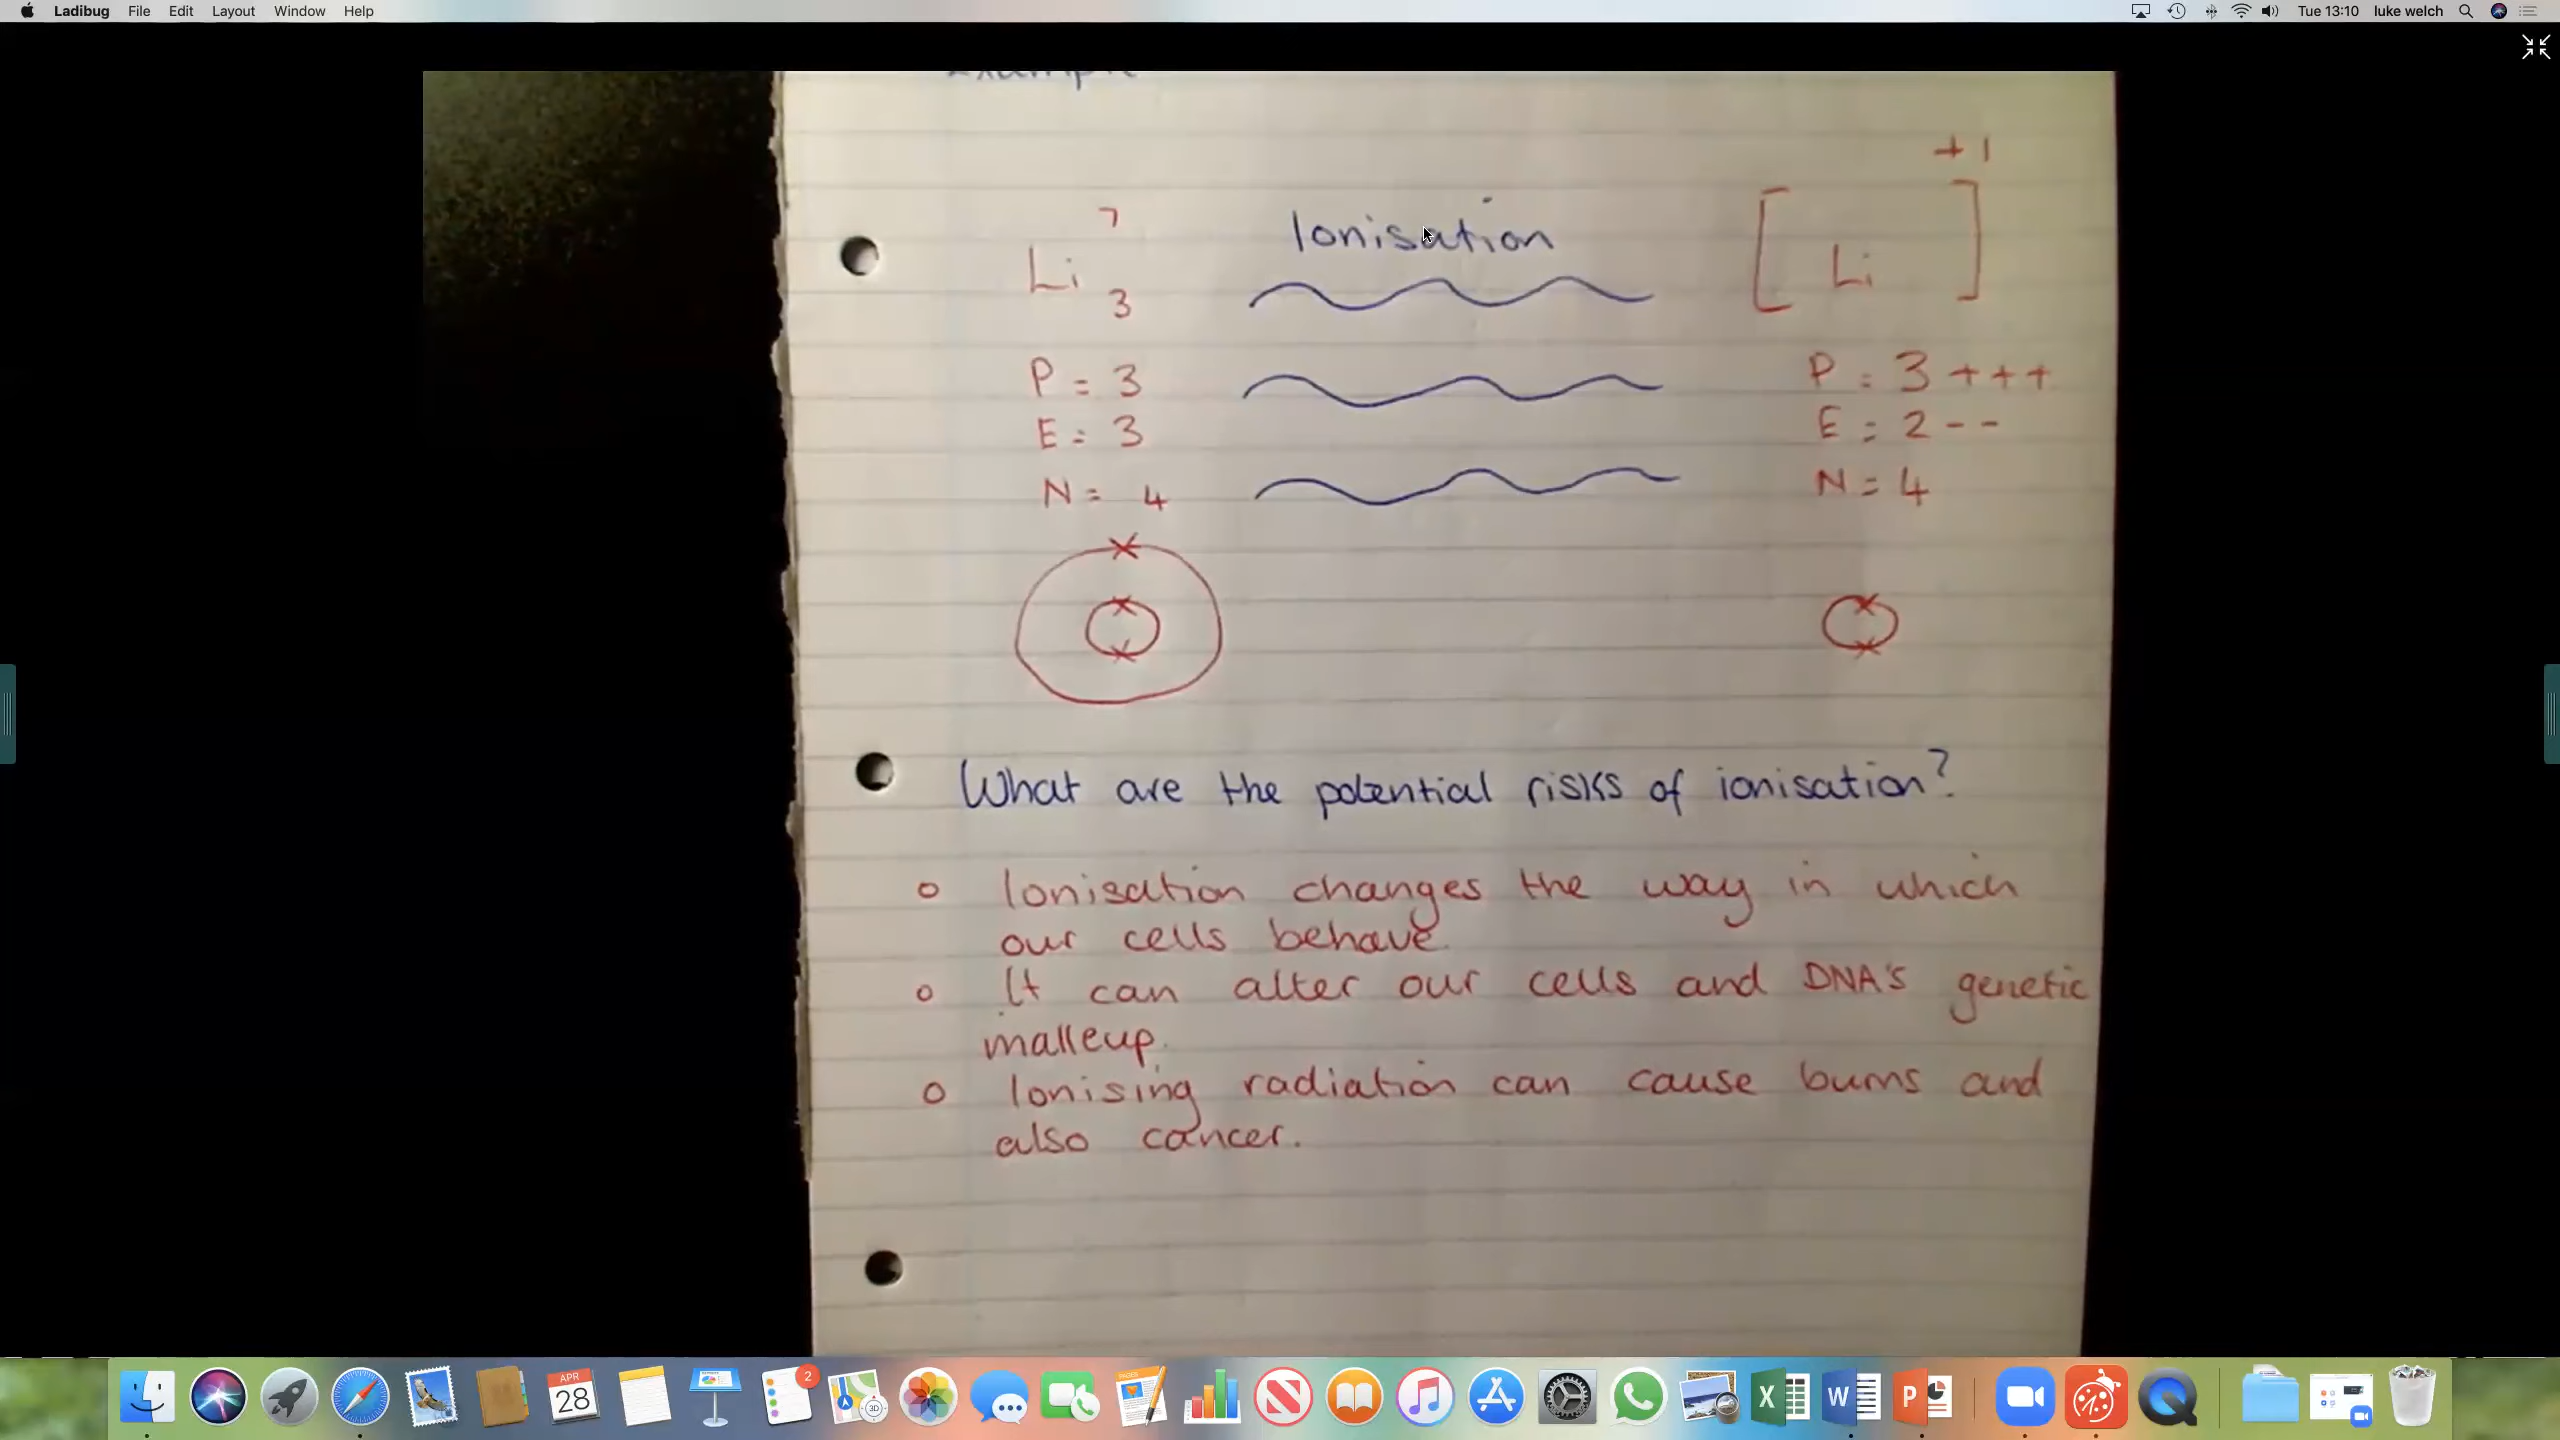 Ladibug File Edit Layout Window Help
Tue 13:10 luke welch
Example
+1
7
Li
3
Ionisation
[ Li ]
P = 3
P = 3 +++
E = 3
E = 2 --
N = 4
N = 4
What are the potential risks of ionisation?
o Ionisation changes the way in which
our cells behave.
o It can alter our cells and DNA's genetic
makeup.
o Ionising radiation can cause burns and
also cancer.
2
APR
28
3D
PAGES
X
W
P